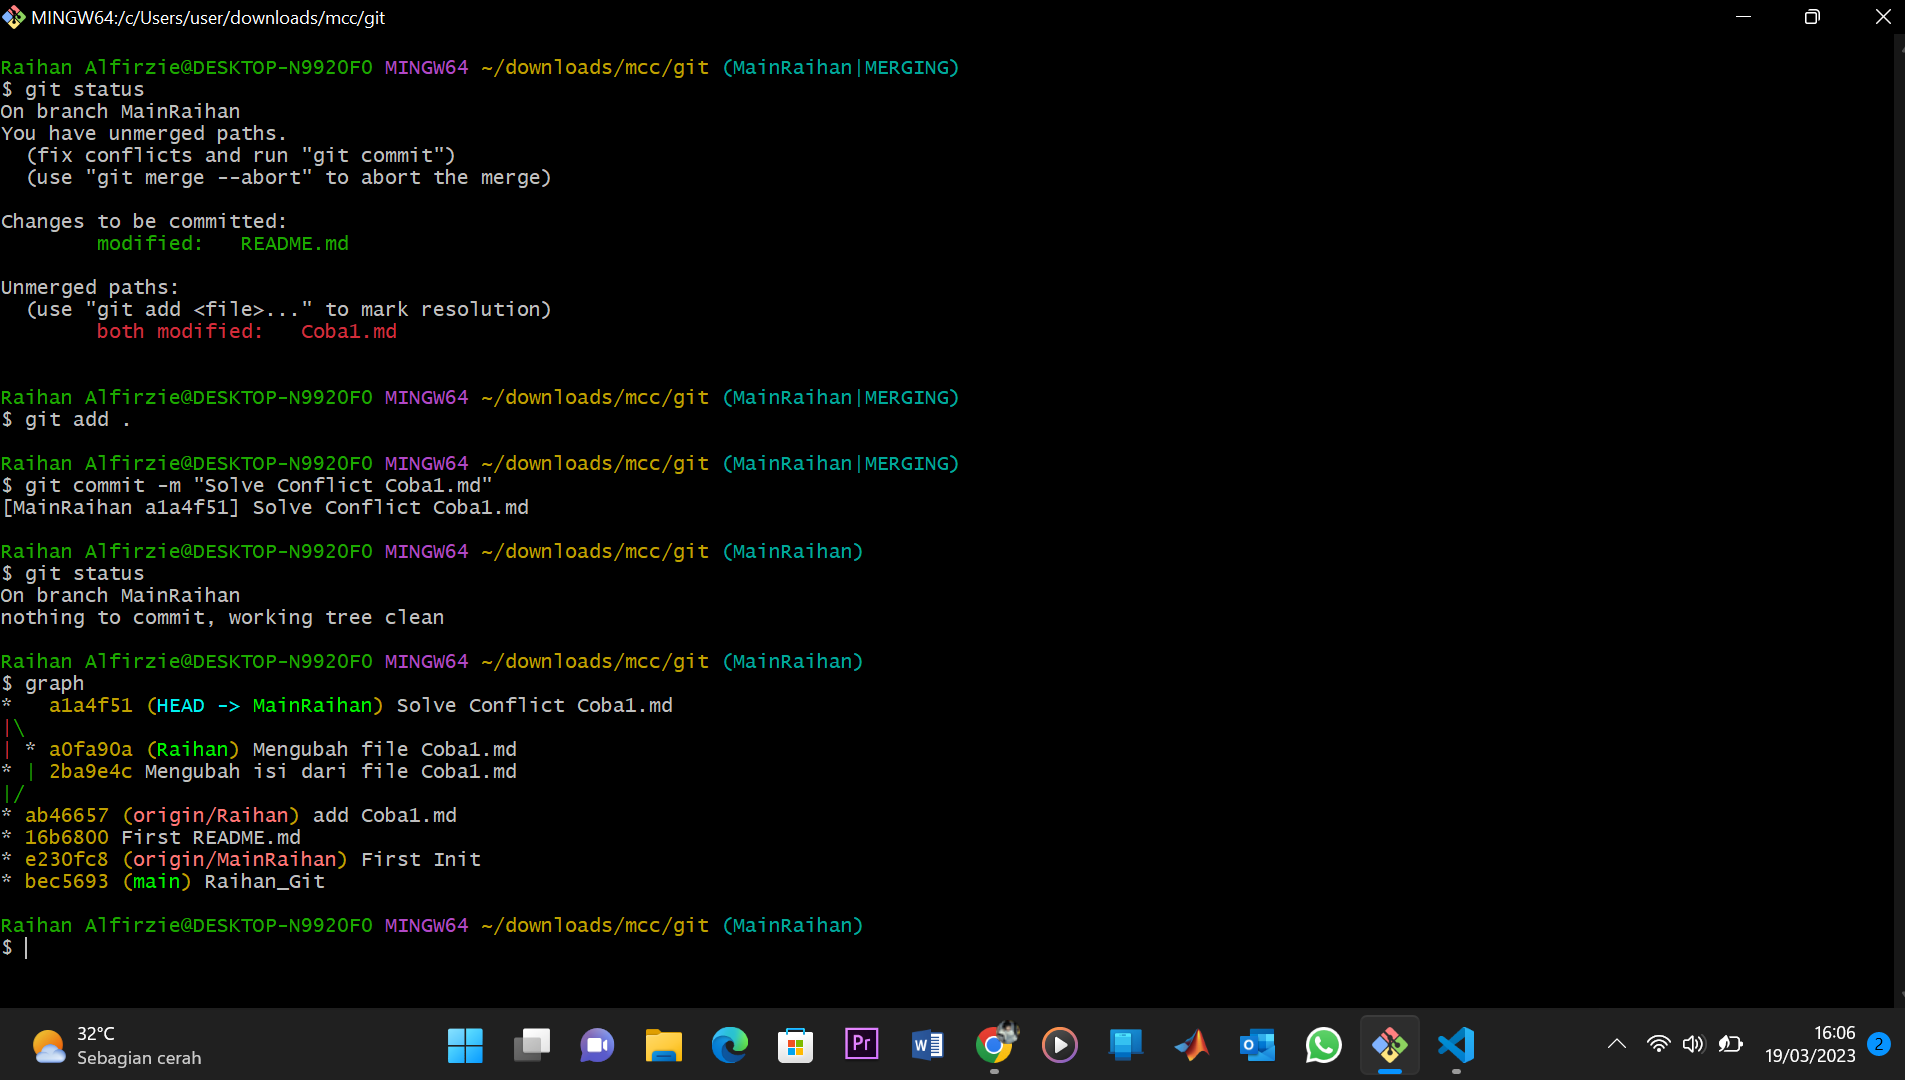 MINGW64:/c/Users/user/downloads/mcc/git
Raihan Alfirzie@DESKTOP-N992OFO MINGW64 ~/downloads/mcc/git (MainRaihan|MERGING)
$ git status
On branch MainRaihan
You have unmerged paths.
  (fix conflicts and run "git commit")
  (use "git merge --abort" to abort the merge)
Changes to be committed:
        modified:   README.md
Unmerged paths:
  (use "git add <file>..." to mark resolution)
        both modified:   Coba1.md
Raihan Alfirzie@DESKTOP-N992OFO MINGW64 ~/downloads/mcc/git (MainRaihan|MERGING)
$ git add .
Raihan Alfirzie@DESKTOP-N992OFO MINGW64 ~/downloads/mcc/git (MainRaihan|MERGING)
$ git commit -m "Solve Conflict Coba1.md"
[MainRaihan a1a4f51] Solve Conflict Coba1.md
Raihan Alfirzie@DESKTOP-N992OFO MINGW64 ~/downloads/mcc/git (MainRaihan)
$ git status
On branch MainRaihan
nothing to commit, working tree clean
Raihan Alfirzie@DESKTOP-N992OFO MINGW64 ~/downloads/mcc/git (MainRaihan)
$ graph
*   a1a4f51 (HEAD -> MainRaihan) Solve Conflict Coba1.md
|\
| * a0fa90a (Raihan) Mengubah file Coba1.md
* | 2ba9e4c Mengubah isi dari file Coba1.md
|/
* ab46657 (origin/Raihan) add Coba1.md
* 16b6800 First README.md
* e230fc8 (origin/MainRaihan) First Init
* bec5693 (main) Raihan_Git
Raihan Alfirzie@DESKTOP-N992OFO MINGW64 ~/downloads/mcc/git (MainRaihan)
$
32°C
Sebagian cerah
Pr
W
O
16:06
19/03/2023
2